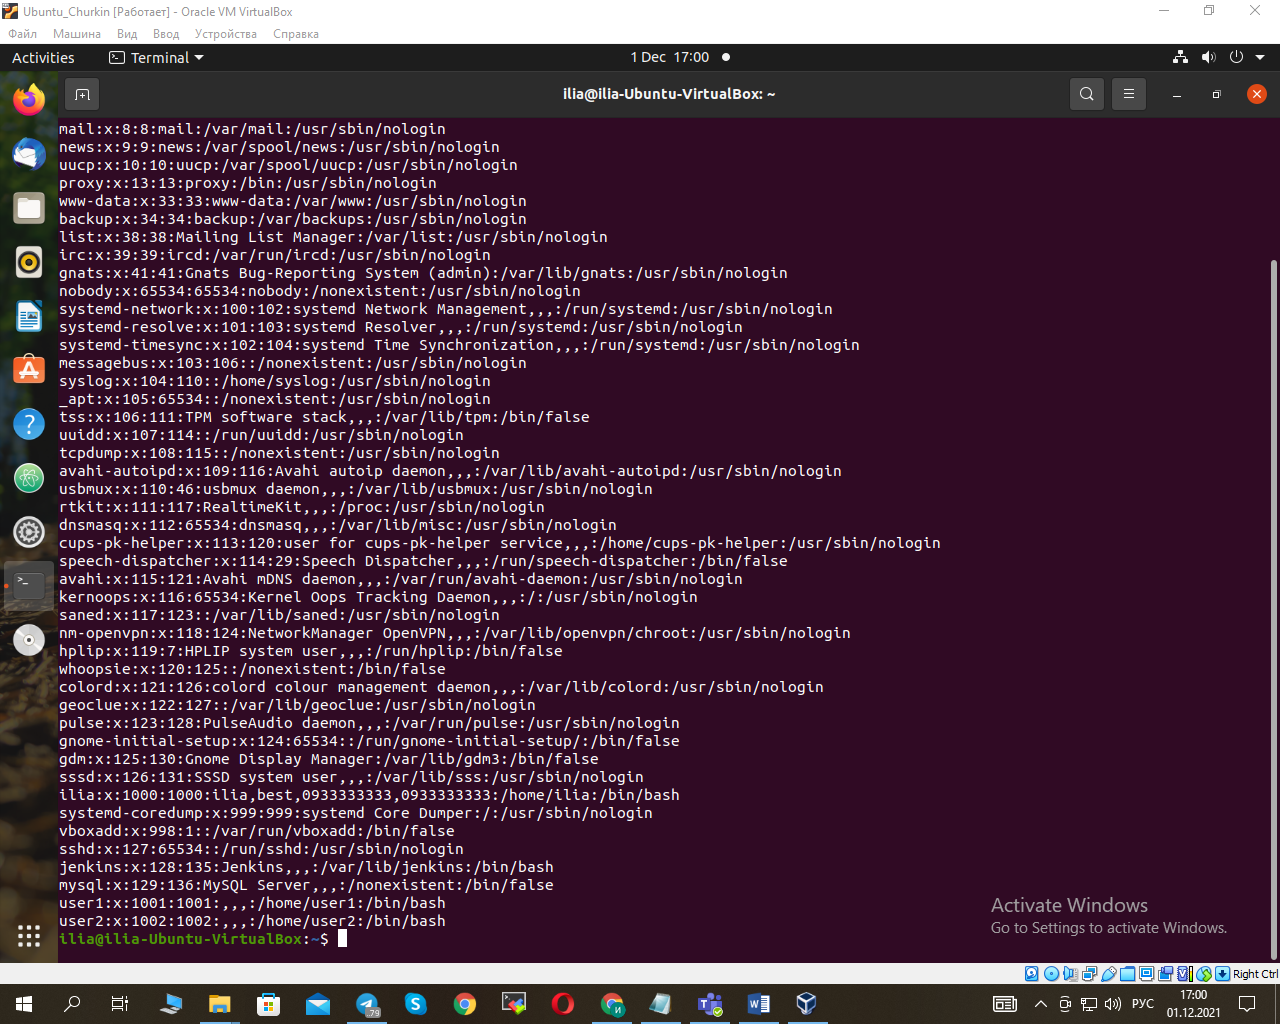 Ubuntu_Churkin [Работает] - Oracle VM VirtualBox
Файл Машина Вид Ввод Устройства Справка
Activities Terminal 1 Dec 17:00
ilia@ilia-Ubuntu-VirtualBox: ~
mail:x:8:8:mail:/var/mail:/usr/sbin/nologin
news:x:9:9:news:/var/spool/news:/usr/sbin/nologin
uucp:x:10:10:uucp:/var/spool/uucp:/usr/sbin/nologin
proxy:x:13:13:proxy:/bin:/usr/sbin/nologin
www-data:x:33:33:www-data:/var/www:/usr/sbin/nologin
backup:x:34:34:backup:/var/backups:/usr/sbin/nologin
list:x:38:38:Mailing List Manager:/var/list:/usr/sbin/nologin
irc:x:39:39:ircd:/var/run/ircd:/usr/sbin/nologin
gnats:x:41:41:Gnats Bug-Reporting System (admin):/var/lib/gnats:/usr/sbin/nologin
nobody:x:65534:65534:nobody:/nonexistent:/usr/sbin/nologin
systemd-network:x:100:102:systemd Network Management,,,:/run/systemd:/usr/sbin/nologin
systemd-resolve:x:101:103:systemd Resolver,,,:/run/systemd:/usr/sbin/nologin
systemd-timesync:x:102:104:systemd Time Synchronization,,,:/run/systemd:/usr/sbin/nologin
messagebus:x:103:106::/nonexistent:/usr/sbin/nologin
syslog:x:104:110::/home/syslog:/usr/sbin/nologin
_apt:x:105:65534::/nonexistent:/usr/sbin/nologin
tss:x:106:111:TPM software stack,,,:/var/lib/tpm:/bin/false
uuidd:x:107:114::/run/uuidd:/usr/sbin/nologin
tcpdump:x:108:115::/nonexistent:/usr/sbin/nologin
avahi-autoipd:x:109:116:Avahi autoip daemon,,,:/var/lib/avahi-autoipd:/usr/sbin/nologin
usbmux:x:110:46:usbmux daemon,,,:/var/lib/usbmux:/usr/sbin/nologin
rtkit:x:111:117:RealtimeKit,,,:/proc:/usr/sbin/nologin
dnsmasq:x:112:65534:dnsmasq,,,:/var/lib/misc:/usr/sbin/nologin
cups-pk-helper:x:113:120:user for cups-pk-helper service,,,:/home/cups-pk-helper:/usr/sbin/nologin
speech-dispatcher:x:114:29:Speech Dispatcher,,,:/run/speech-dispatcher:/bin/false
avahi:x:115:121:Avahi mDNS daemon,,,:/var/run/avahi-daemon:/usr/sbin/nologin
kernoops:x:116:65534:Kernel Oops Tracking Daemon,,,:/:/usr/sbin/nologin
saned:x:117:123::/var/lib/saned:/usr/sbin/nologin
nm-openvpn:x:118:124:NetworkManager OpenVPN,,,:/var/lib/openvpn/chroot:/usr/sbin/nologin
hplip:x:119:7:HPLIP system user,,,:/run/hplip:/bin/false
whoopsie:x:120:125::/nonexistent:/bin/false
colord:x:121:126:colord colour management daemon,,,:/var/lib/colord:/usr/sbin/nologin
geoclue:x:122:127::/var/lib/geoclue:/usr/sbin/nologin
pulse:x:123:128:PulseAudio daemon,,,:/var/run/pulse:/usr/sbin/nologin
gnome-initial-setup:x:124:65534::/run/gnome-initial-setup/:/bin/false
gdm:x:125:130:Gnome Display Manager:/var/lib/gdm3:/bin/false
sssd:x:126:131:SSSD system user,,,:/var/lib/sss:/usr/sbin/nologin
ilia:x:1000:1000:ilia,best,0933333333,0933333333:/home/ilia:/bin/bash
systemd-coredump:x:999:999:systemd Core Dumper:/:/usr/sbin/nologin
vboxadd:x:998:1::/var/run/vboxadd:/bin/false
sshd:x:127:65534::/run/sshd:/usr/sbin/nologin
jenkins:x:128:135:Jenkins,,,:/var/lib/jenkins:/bin/bash
mysql:x:129:136:MySQL Server,,,:/nonexistent:/bin/false
user1:x:1001:1001:,,,:/home/user1:/bin/bash
user2:x:1002:1002:,,,:/home/user2:/bin/bash
ilia@ilia-Ubuntu-VirtualBox:~$
Activate Windows
Go to Settings to activate Windows.
Right Ctrl
РУС
17:00
01.12.2021